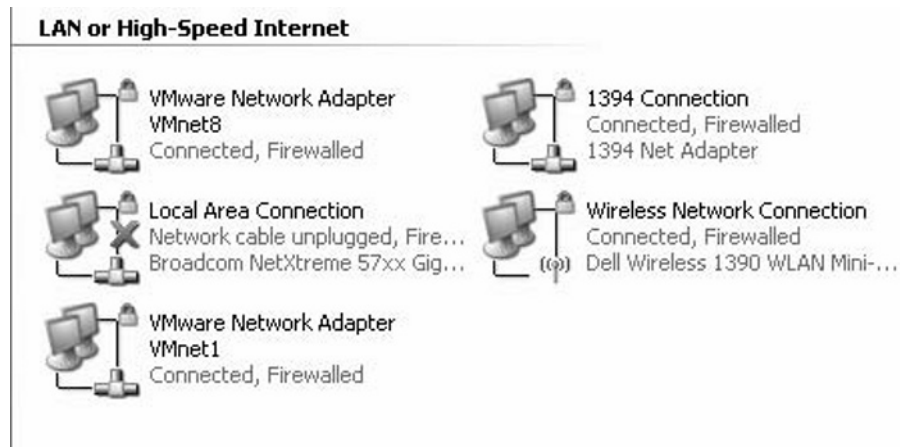 LAN or High-Speed Internet
VMware Network Adapter
VMnet8
Connected, Firewalled
1394 Connection
Connected, Firewalled
1394 Net Adapter
Local Area Connection
Network cable unplugged, Fire...
Broadcom NetXtreme 57xx Gig...
Wireless Network Connection
Connected, Firewalled
Dell Wireless 1390 WLAN Mini-...
VMware Network Adapter
VMnet1
Connected, Firewalled